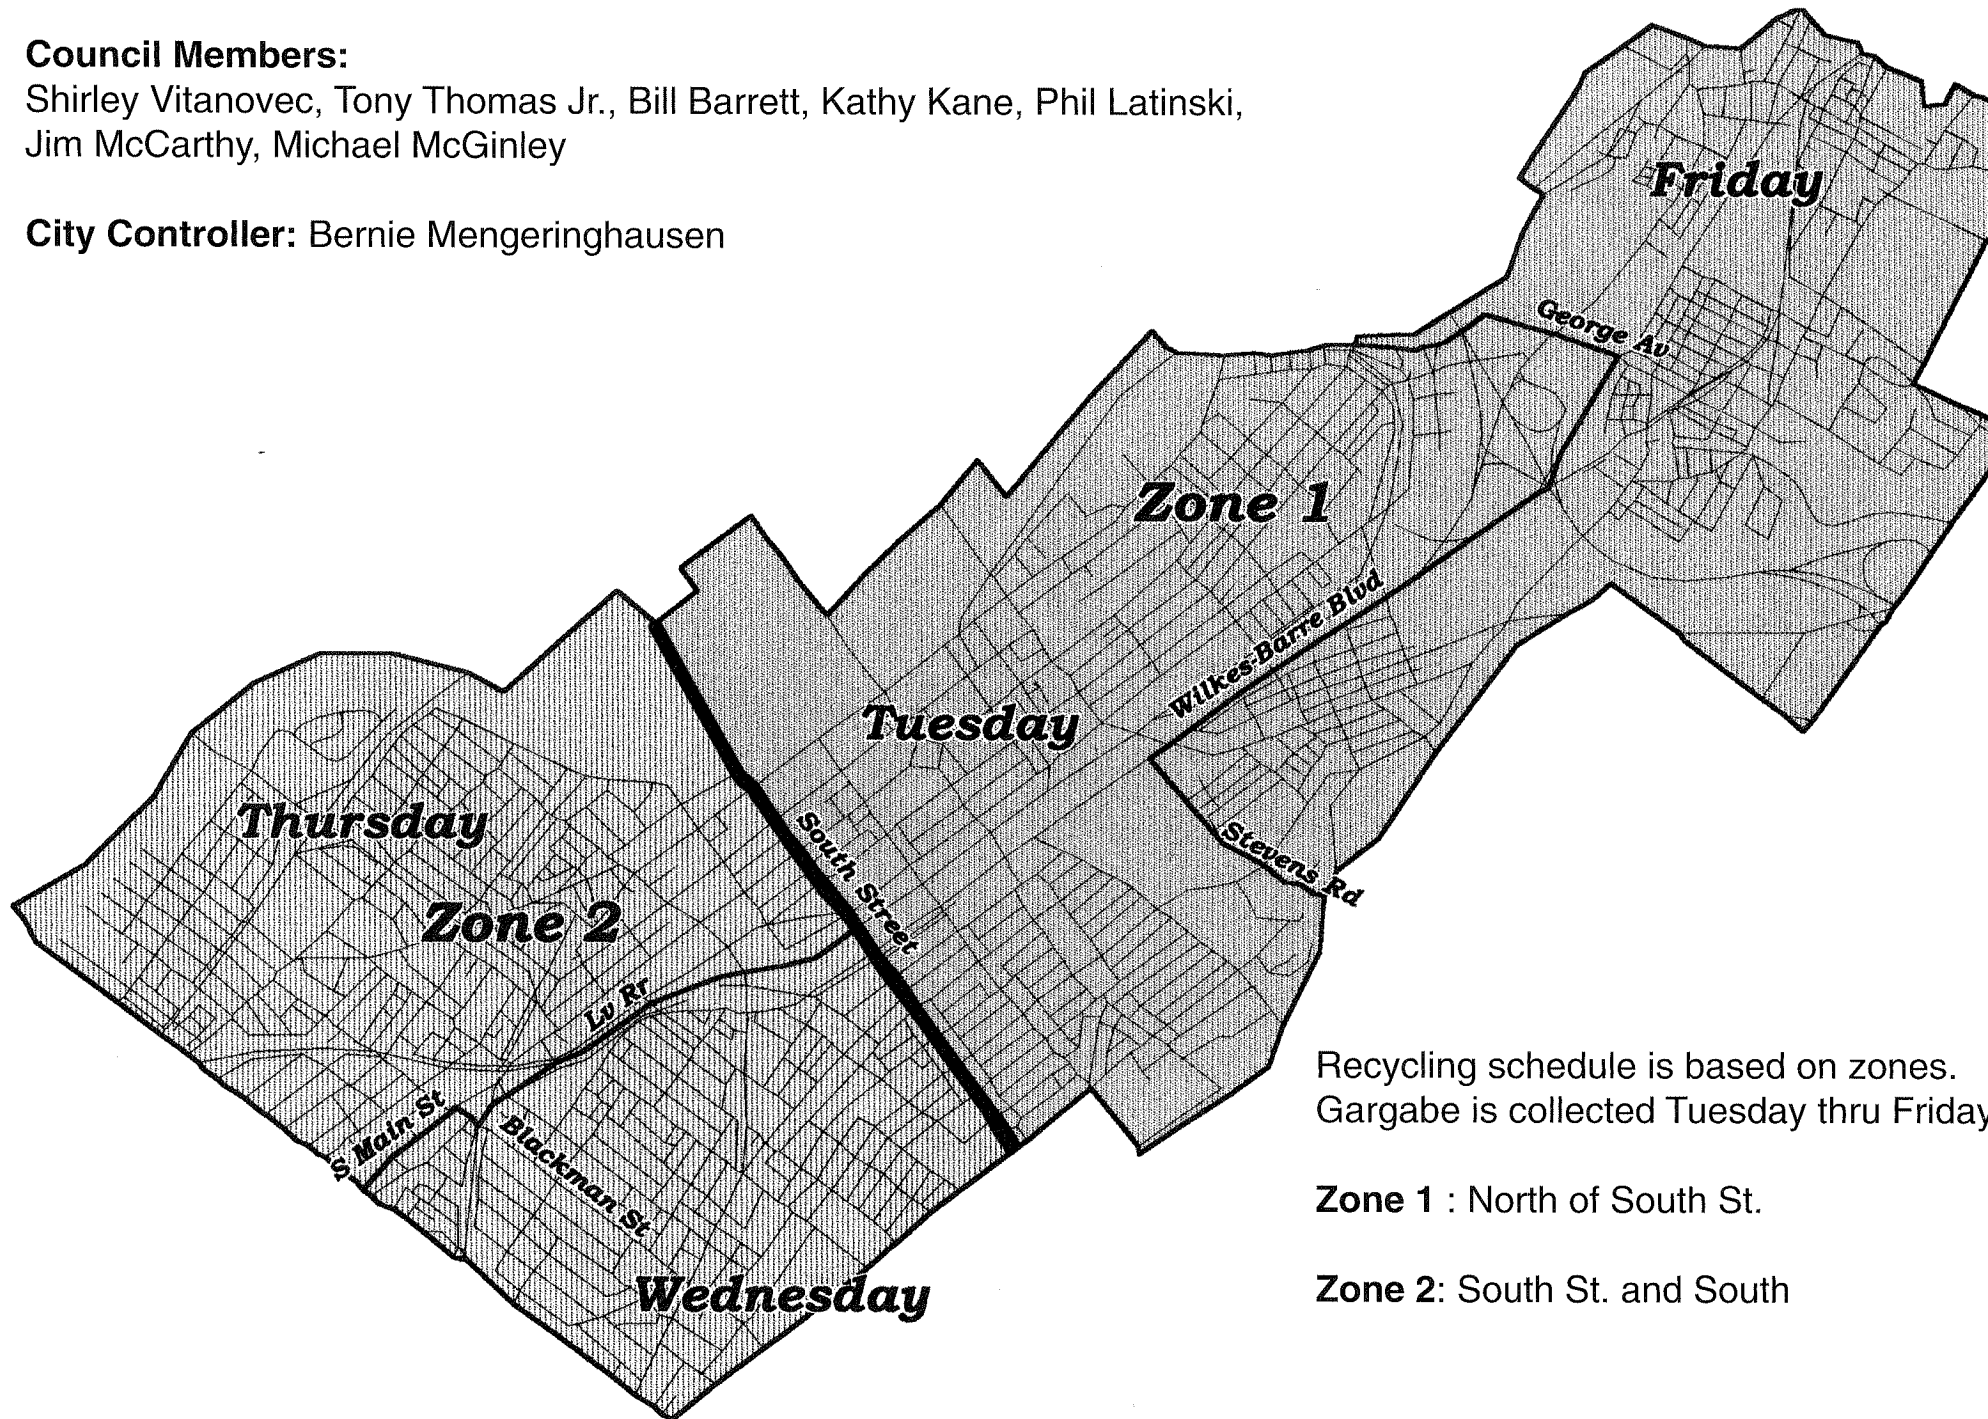 Council Members:
Shirley Vitanovec, Tony Thomas Jr., Bill Barrett, Kathy Kane, Phil Latinski,
Jim McCarthy, Michael McGinley
City Controller: Bernie Mengeringhausen
Friday
George Av
Zone 1
Wilkes-Barre Blvd
Tuesday
Stevens Rd
South Street
Thursday
Zone 2
Lv Rr
S Main St
Blackman St
Wednesday
Recycling schedule is based on zones.
Gargabe is collected Tuesday thru Friday
Zone 1 : North of South St.
Zone 2: South St. and South